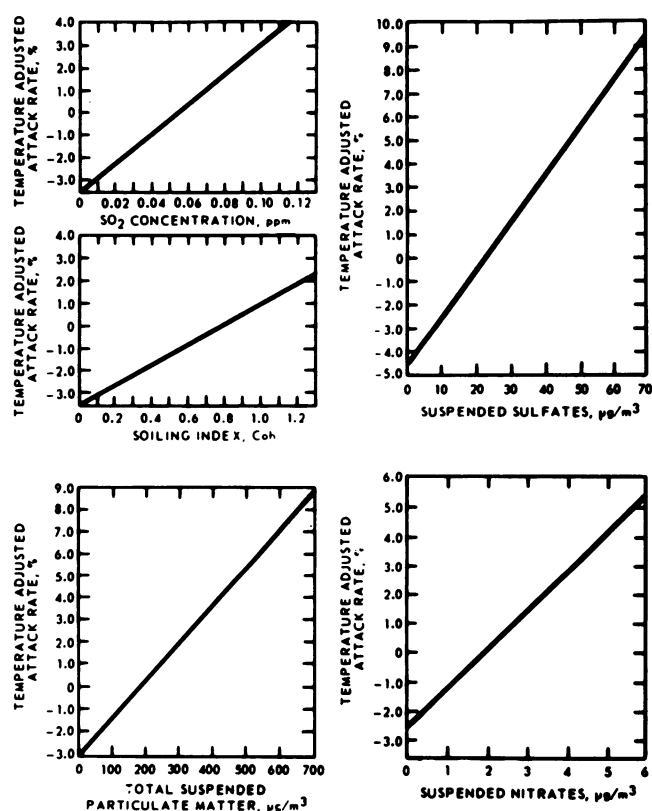 TEMPERATURE ADJUSTED
ATTACK RATE, %
4.0
3.0
2.0
1.0
0
−1.0
−2.0
−3.0
0 0.02 0.04 0.06 0.08 0.10 0.12
SO2 CONCENTRATION, ppm
TEMPERATURE ADJUSTED
ATTACK RATE, %
4.0
3.0
2.0
1.0
0
−1.0
−2.0
−3.0
0 0.2 0.4 0.6 0.8 1.0 1.2
SOILING INDEX, Coh
TEMPERATURE ADJUSTED
ATTACK RATE, %
10.0
9.0
8.0
7.0
6.0
5.0
4.0
3.0
2.0
1.0
0
−1.0
−2.0
−3.0
−4.0
−5.0
0 10 20 30 40 50 60 70
SUSPENDED SULFATES, µg/m3
TEMPERATURE ADJUSTED
ATTACK RATE, %
9.0
8.0
7.0
6.0
5.0
4.0
3.0
2.0
1.0
0
−1.0
−2.0
−3.0
0 100 200 300 400 500 600 700
TOTAL SUSPENDED
PARTICULATE MATTER, µg/m3
TEMPERATURE ADJUSTED
ATTACK RATE, %
6.0
5.0
4.0
3.0
2.0
1.0
0
−1.0
−2.0
−3.0
0 1 2 3 4 5 6
SUSPENDED NITRATES, µg/m3